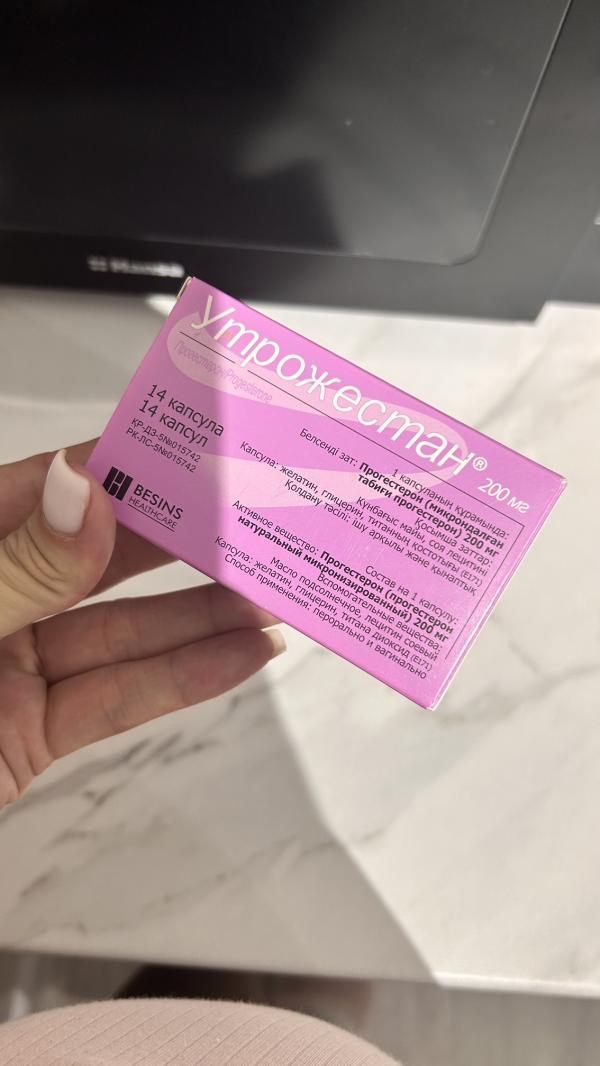 Утрожестан® 200 мг
Прогестерон/Progesterone
14 капсула
14 капсул
ҚР-ДЗ-5№015742
РК-ЛС-5№015742
BESINS
HEALTHCARE
1 капсуланың құрамында:
Белсенді зат: Прогестерон (микрондалған
табиғи прогестерон) 200 мг
Қосымша заттар:
Күнбағыс майы, соя лецитині
Капсула: желатин, глицерин, титанның қостотығы (E171)
Қолдану тәсілі: ішу арқылы және қынаптық
Состав на 1 капсулу:
Активное вещество: Прогестерон (прогестерон
натуральный микронизированный) 200 мг
Вспомогательные вещества:
Масло подсолнечное, лецитин соевый
Капсула: желатин, глицерин, титана диоксид (E171)
Способ применения: перорально и вагинально